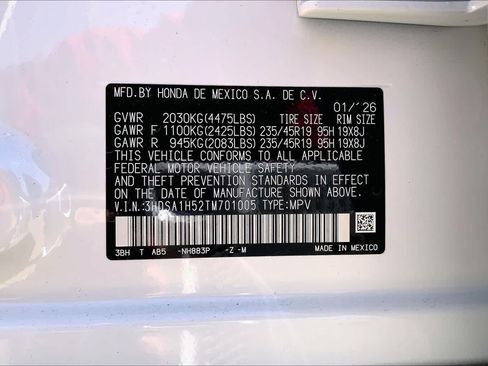 MFD.BY HONDA DE MEXICO S.A. DE C.V.
01/'26
GVWR 2030KG(4475LBS) TIRE SIZE RIM SIZE
GAWR F 1100KG(2425LBS) 235/45R19 95H 19X8J
GAWR R 945KG(2083LBS) 235/45R19 95H 19X8J
THIS VEHICLE CONFORMS TO ALL APPLICABLE
FEDERAL MOTOR VEHICLE SAFETY
AND THEFT PREVENTION STANDARDS IN EFFECT
ON THE DATE OF MANUFACTURE SHOWN ABOVE.
V.I.N.:3HDSA1H52TM701005 TYPE:MPV
3BH T AB5 -NH883P -Z -M MADE IN MEXICO